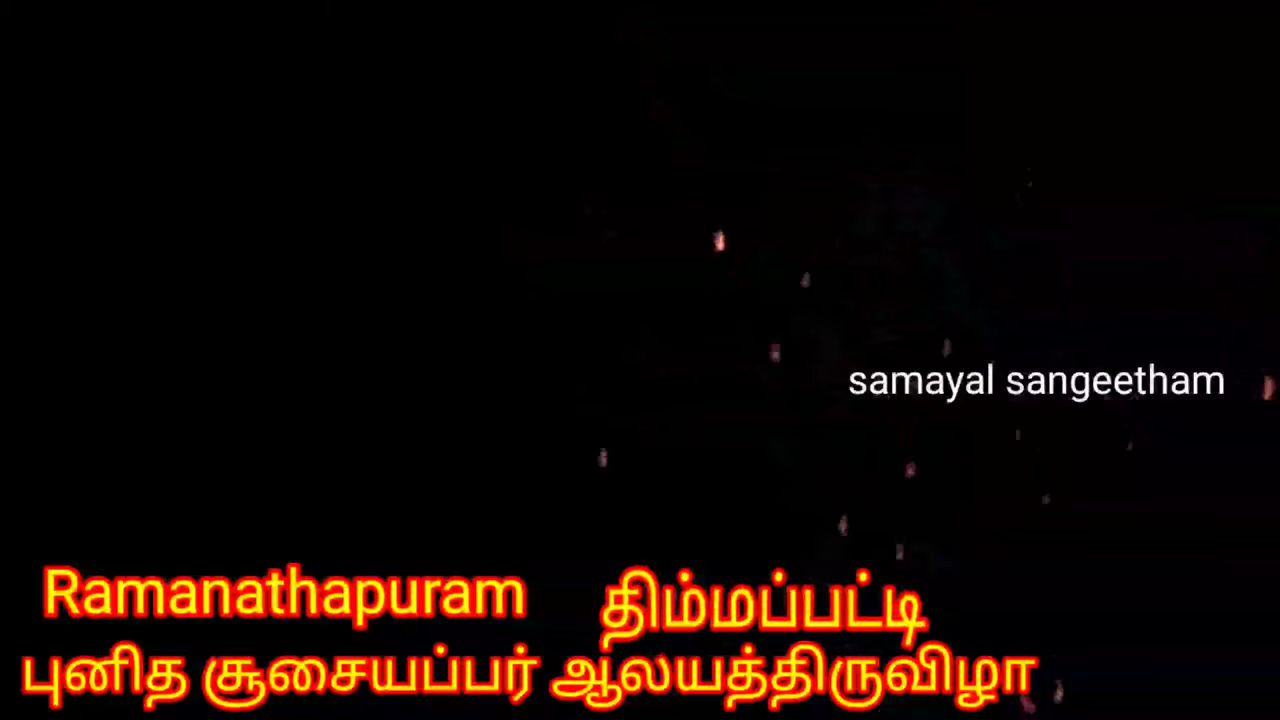 samayal sangeetham
Ramanathapuram திம்மப்பட்டி
புனித சூசையப்பர் ஆலயத்திருவிழா